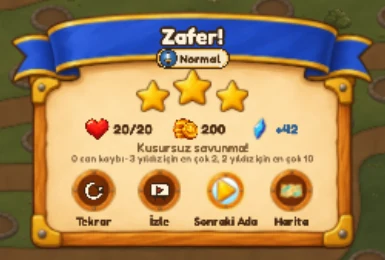 Zafer!
Normal
20/20 200 +42
Kusursuz savunma!
0 can kaybı - 3 yıldız için en çok 2, 2 yıldız için en çok 10
Tekrar İzle Sonraki Ada Harita